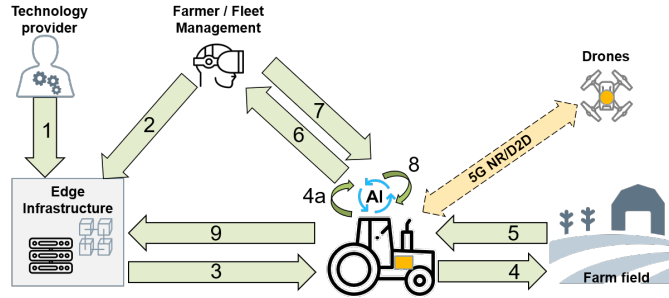 Technology
provider
Farmer / Fleet
Management
Drones
1
2
7
6
5G NR/D2D
8
4a
AI
Edge
Infrastructure
9
5
3
4
Farm field